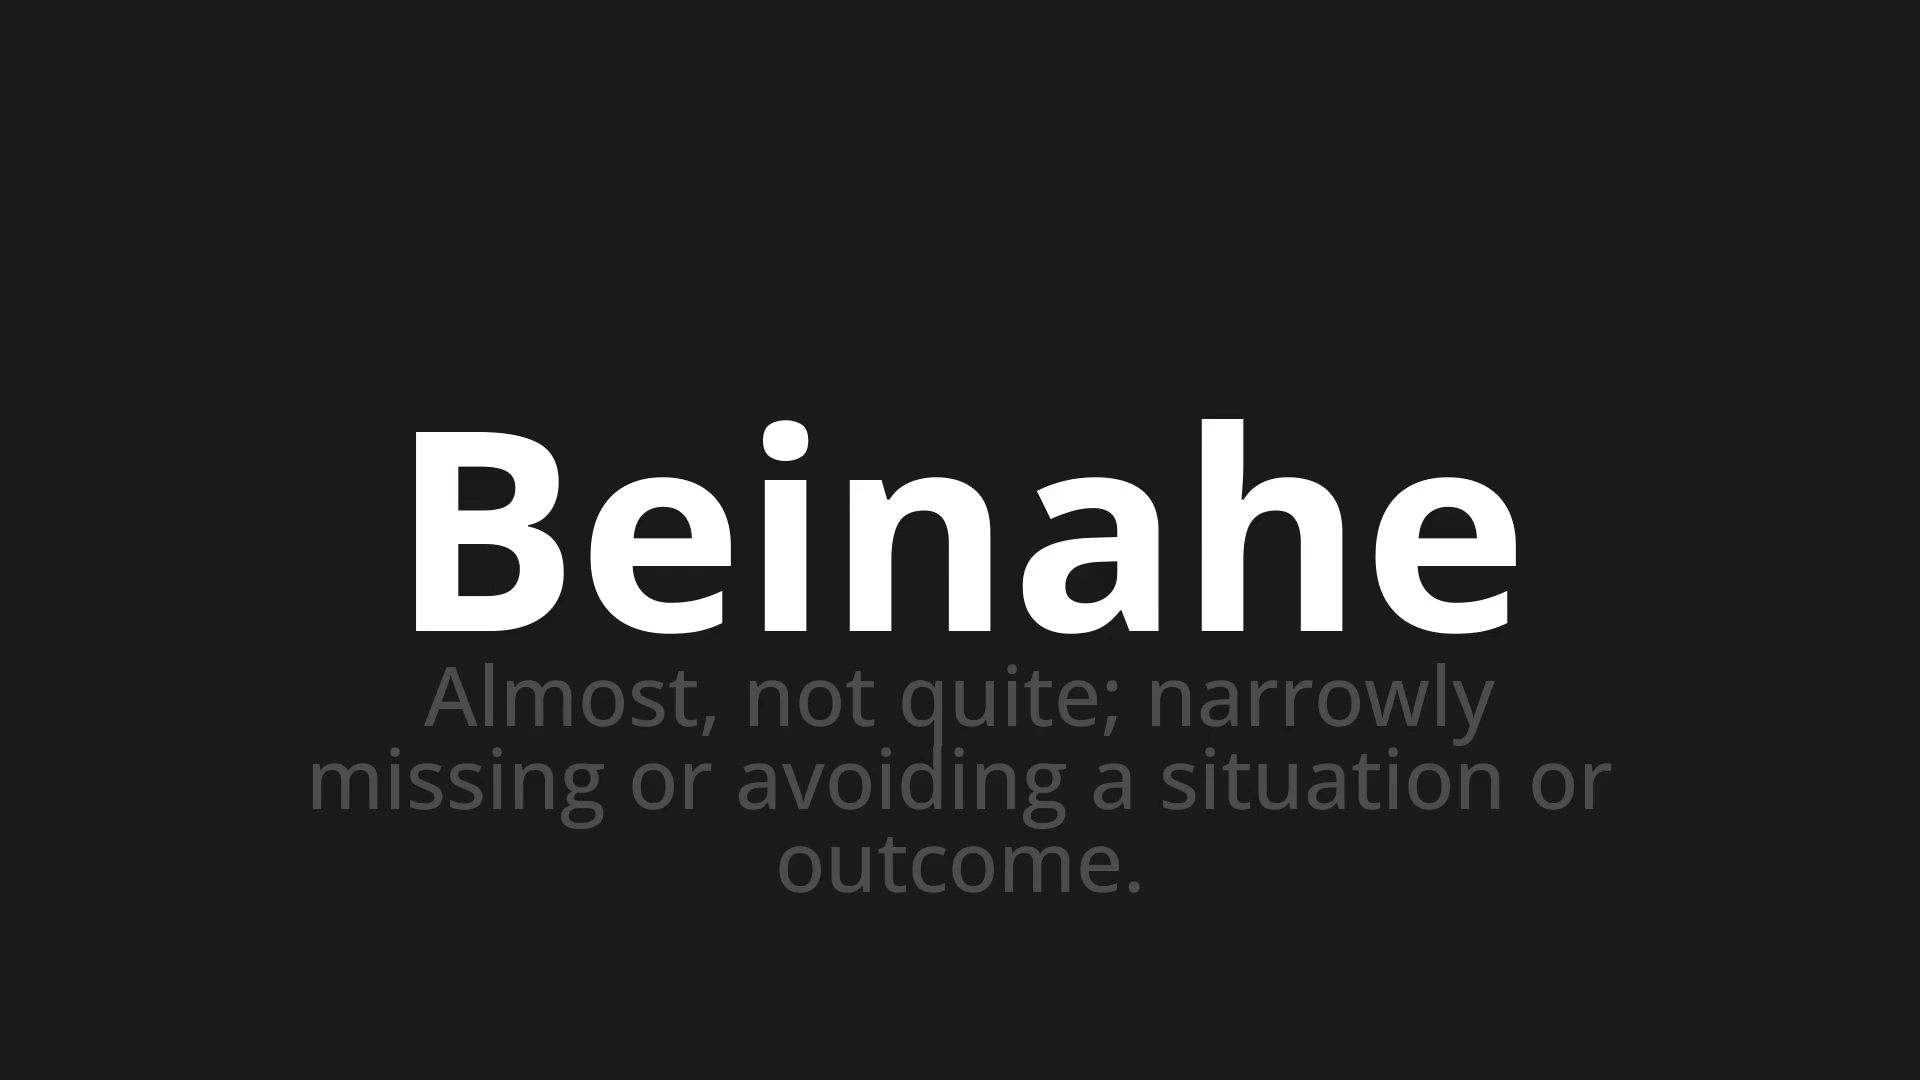 Beinahe
Almost, not quite; narrowly
missing or avoiding a situation or
outcome.